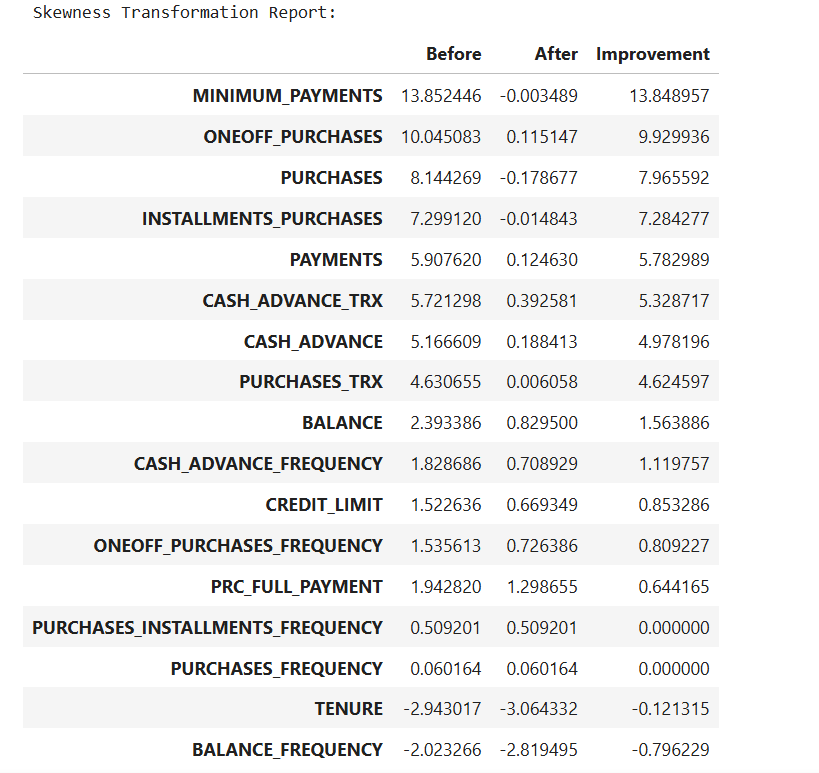 Skewness Transformation Report:
Before After Improvement
MINIMUM_PAYMENTS 13.852446 -0.003489 13.848957
ONEOFF_PURCHASES 10.045083 0.115147 9.929936
PURCHASES 8.144269 -0.178677 7.965592
INSTALLMENTS_PURCHASES 7.299120 -0.014843 7.284277
PAYMENTS 5.907620 0.124630 5.782989
CASH_ADVANCE_TRX 5.721298 0.392581 5.328717
CASH_ADVANCE 5.166609 0.188413 4.978196
PURCHASES_TRX 4.630655 0.006058 4.624597
BALANCE 2.393386 0.829500 1.563886
CASH_ADVANCE_FREQUENCY 1.828686 0.708929 1.119757
CREDIT_LIMIT 1.522636 0.669349 0.853286
ONEOFF_PURCHASES_FREQUENCY 1.535613 0.726386 0.809227
PRC_FULL_PAYMENT 1.942820 1.298655 0.644165
PURCHASES_INSTALLMENTS_FREQUENCY 0.509201 0.509201 0.000000
PURCHASES_FREQUENCY 0.060164 0.060164 0.000000
TENURE -2.943017 -3.064332 -0.121315
BALANCE_FREQUENCY -2.023266 -2.819495 -0.796229